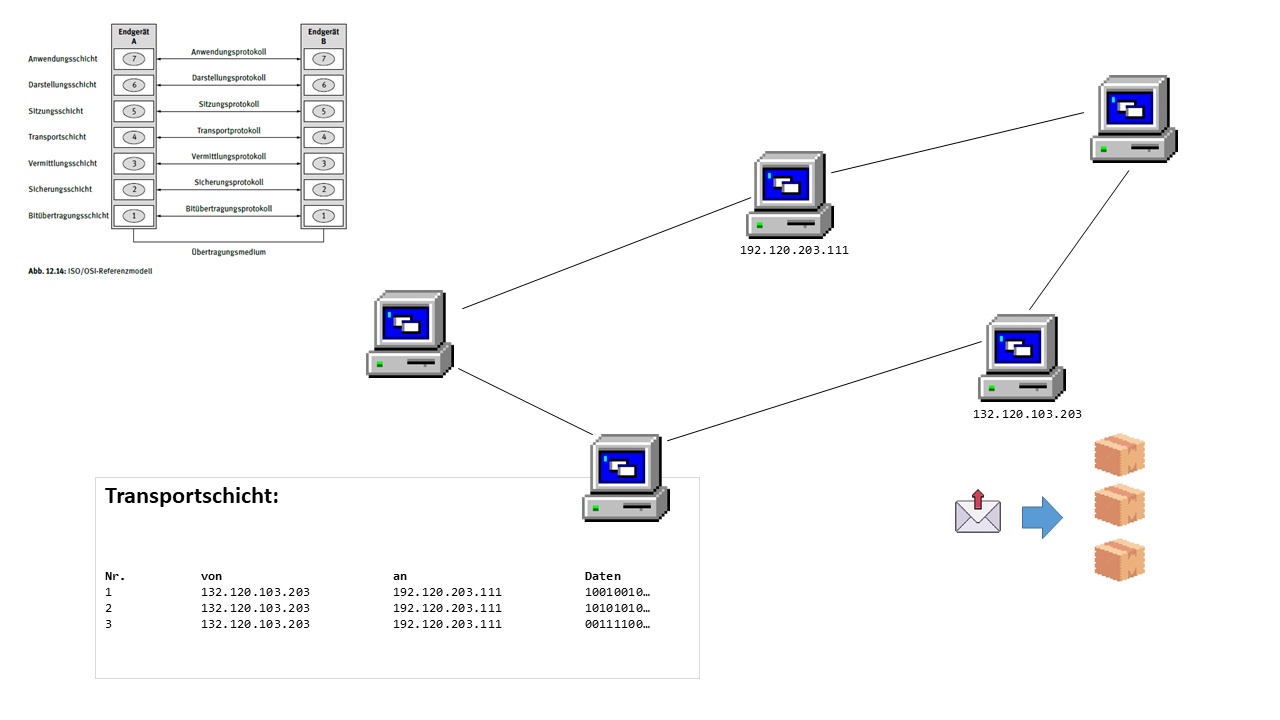 Endgerät A
Endgerät B
Anwendungsschicht 7 Anwendungsprotokoll 7
Darstellungsschicht 6 Darstellungsprotokoll 6
Sitzungsschicht 5 Sitzungsprotokoll 5
Transportschicht 4 Transportprotokoll 4
Vermittlungsschicht 3 Vermittlungsprotokoll 3
Sicherungsschicht 2 Sicherungsprotokoll 2
Bitübertragungsschicht 1 Bitübertragungsprotokoll 1
Übertragungsmedium
Abb. 12.14: ISO/OSI-Referenzmodell
192.120.203.111
132.120.103.203
Transportschicht:
Nr. von an Daten
1 132.120.103.203 192.120.203.111 10010010…
2 132.120.103.203 192.120.203.111 10101010…
3 132.120.103.203 192.120.203.111 00111100…